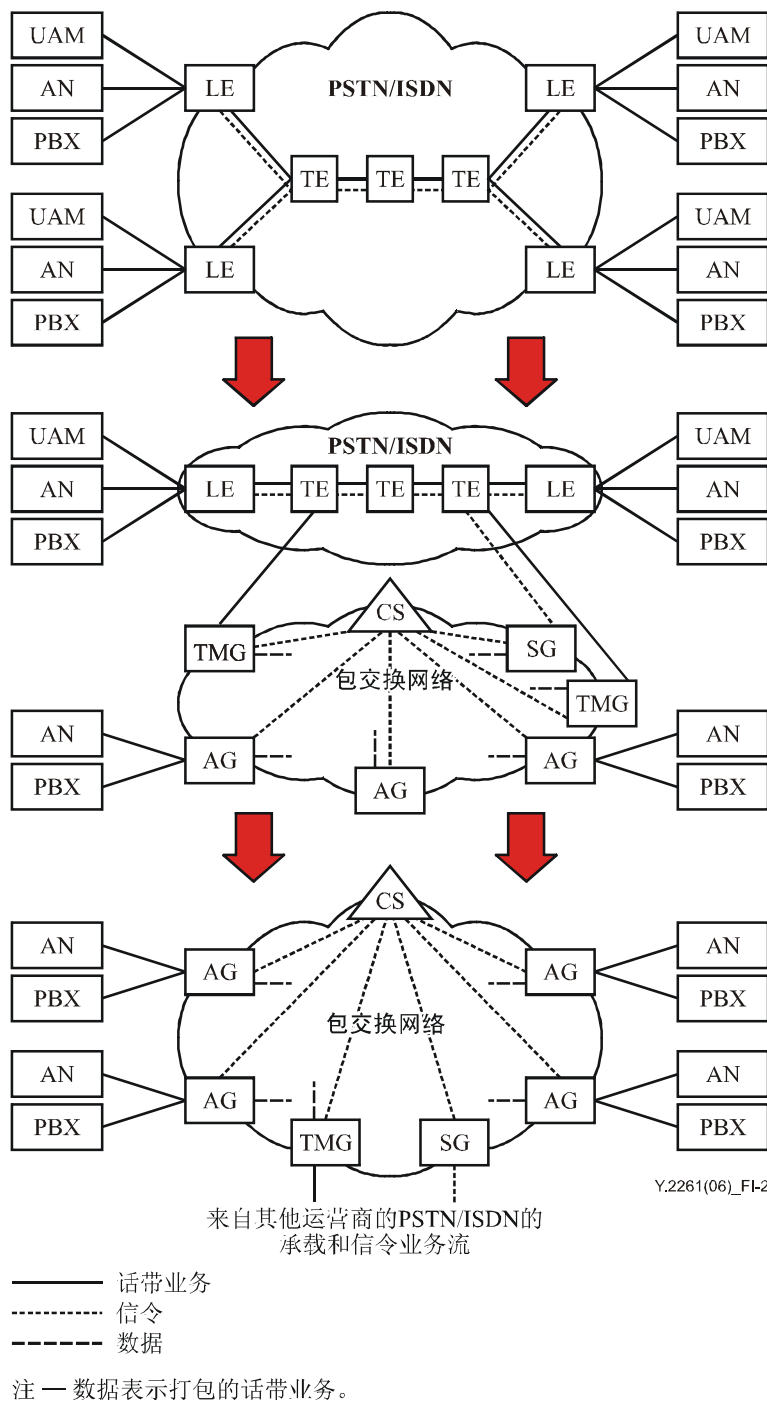 UAM
UAM
AN
LE
PSTN/ISDN
LE
AN
PBX
PBX
TE
TE
TE
UAM
UAM
AN
LE
LE
AN
PBX
PBX
UAM
PSTN/ISDN
UAM
AN
LE
TE
TE
TE
LE
AN
PBX
PBX
CS
TMG
SG
包交换网络
TMG
AN
AN
AG
AG
PBX
PBX
AG
CS
AN
AN
AG
AG
PBX
PBX
包交换网络
AN
AN
AG
AG
PBX
PBX
TMG
SG
Y.2261(06)_FI-2
来自其他运营商的PSTN/ISDN的
承载和信令业务流
话带业务
信令
数据
注 — 数据表示打包的话带业务。